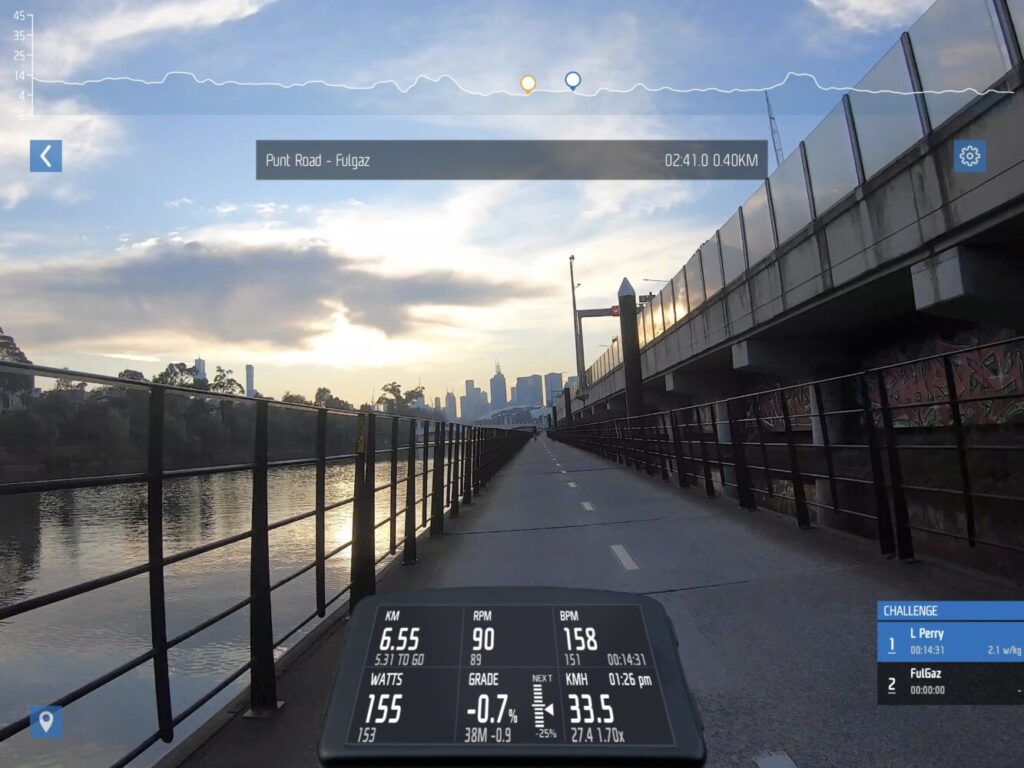 45
35
25
14
4
Punt Road - Fulgaz 02:41.0 0.40KM
CHALLENGE
1 L Perry
00:14:31 2.1 w/kg
2 FulGaz
00:00:00 -
KM RPM BPM
6.55 90 158
5.31 TO GO 89 151 00:14:31
WATTS GRADE NEXT KMH 01:26 pm
155 -0.7% 33.5
153 38M -0.9 -25% 27.4 1.70x